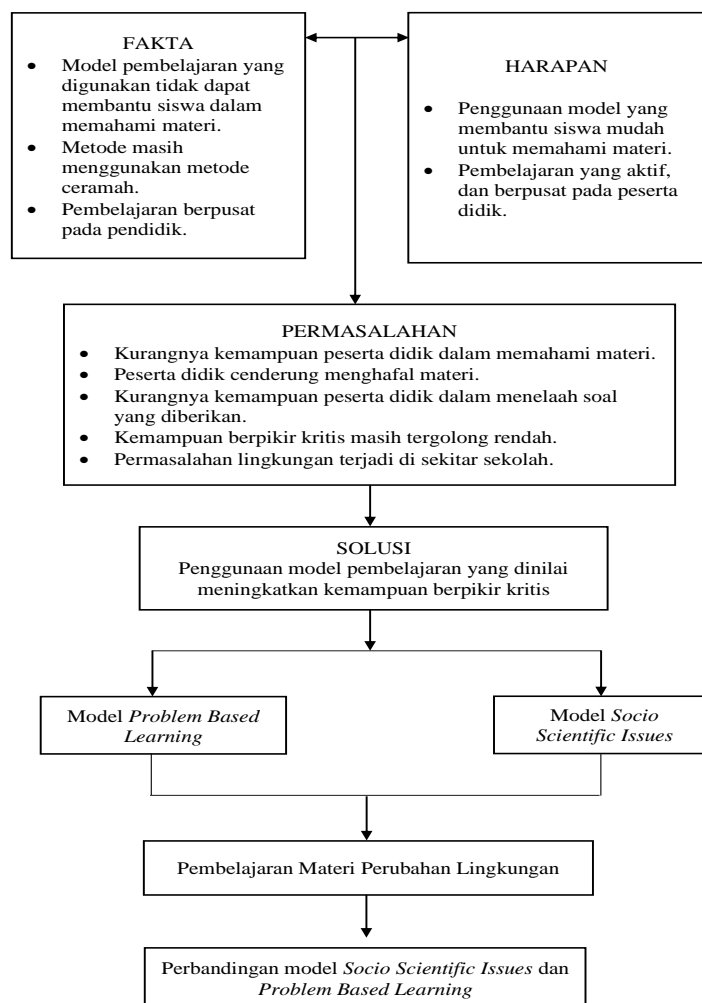 FAKTA
• Model pembelajaran yang
digunakan tidak dapat
membantu siswa dalam
memahami materi.
• Metode masih
menggunakan metode
ceramah.
• Pembelajaran berpusat
pada pendidik.
HARAPAN
• Penggunaan model yang
membantu siswa mudah
untuk memahami materi.
• Pembelajaran yang aktif,
dan berpusat pada peserta
didik.
PERMASALAHAN
• Kurangnya kemampuan peserta didik dalam memahami materi.
• Peserta didik cenderung menghafal materi.
• Kurangnya kemampuan peserta didik dalam menelaah soal
yang diberikan.
• Kemampuan berpikir kritis masih tergolong rendah.
• Permasalahan lingkungan terjadi di sekitar sekolah.
SOLUSI
Penggunaan model pembelajaran yang dinilai
meningkatkan kemampuan berpikir kritis
Model Problem Based
Learning
Model Socio
Scientific Issues
Pembelajaran Materi Perubahan Lingkungan
Perbandingan model Socio Scientific Issues dan
Problem Based Learning